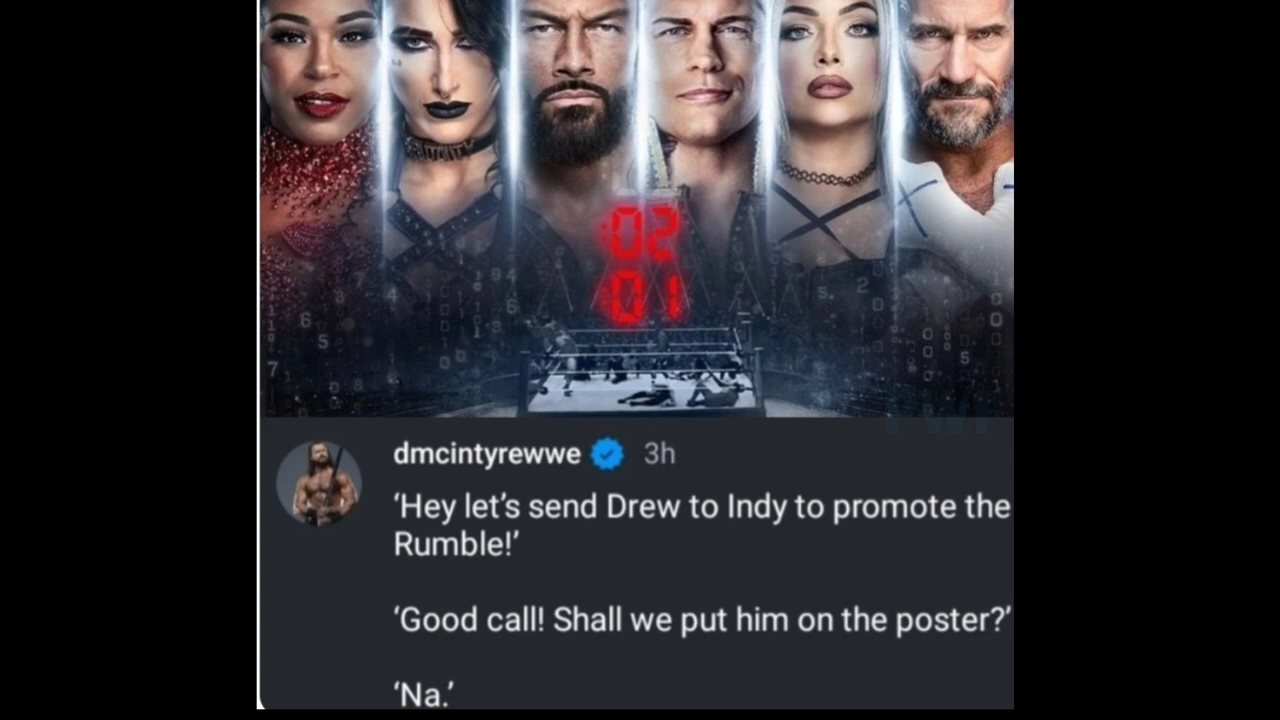 02
01
dmcintyrewwe 3h
‘Hey let’s send Drew to Indy to promote the
Rumble!’
‘Good call! Shall we put him on the poster?’
‘Na.’